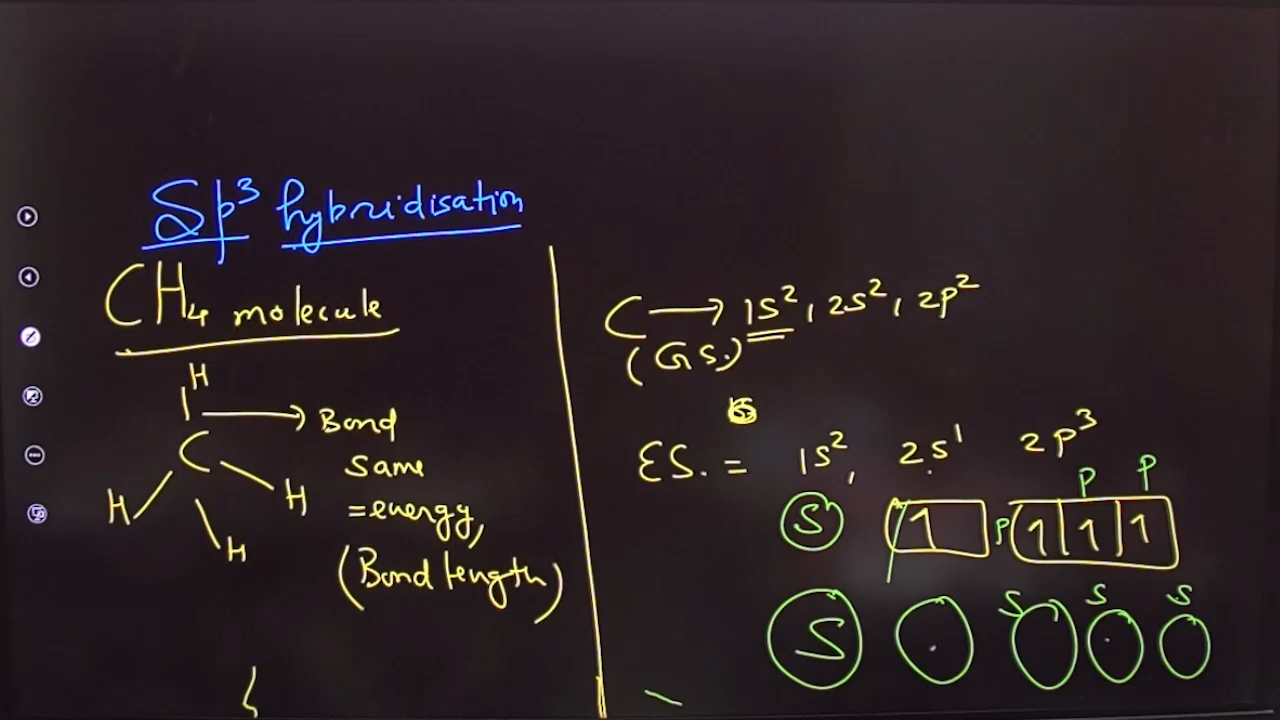 Sp³ hybridisation
CH₄ molecule
H
C → Bond
same
H H = energy,
H (Bond length)
C → 1s², 2s², 2p²
(G S.)
ES. = 1s², 2s¹ 2p³
P P
S 1 P 1 1 1
S S S
S